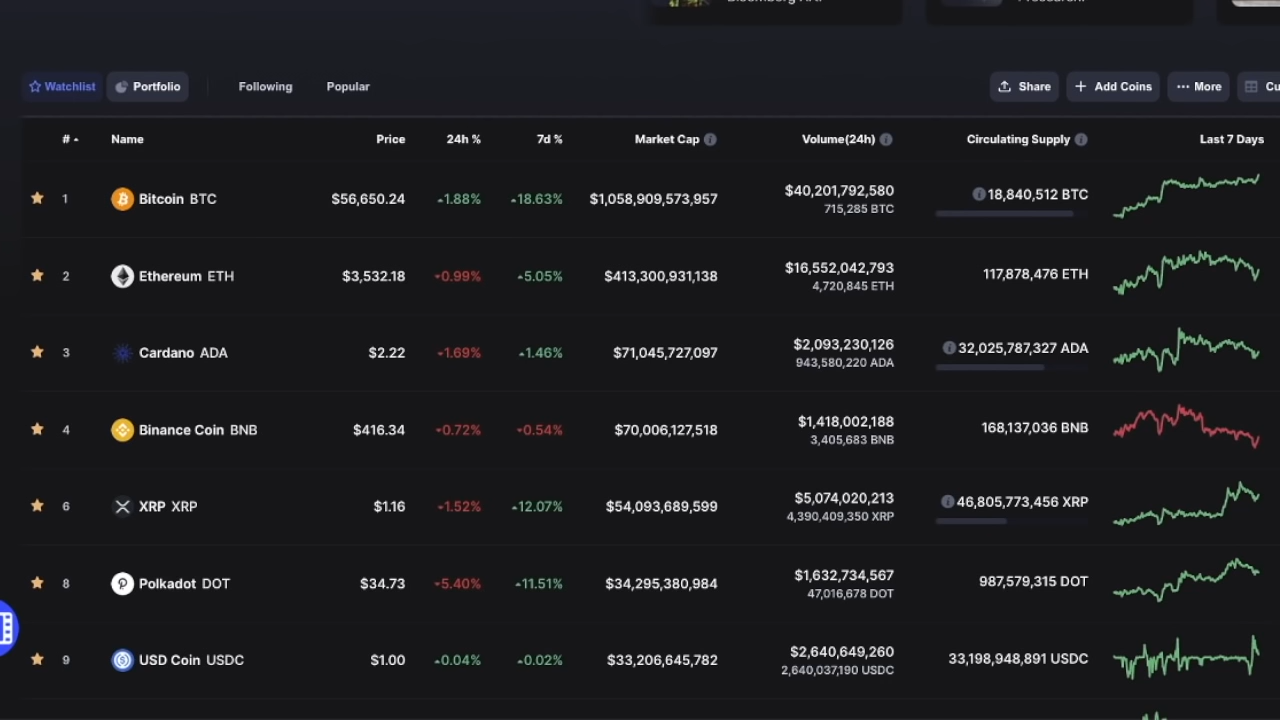 Watchlist Portfolio Following Popular Share + Add Coins ··· More
# Name Price 24h % 7d % Market Cap Volume(24h) Circulating Supply Last 7 Days
1 Bitcoin BTC $56,650.24 1.88% 18.63% $1,058,909,573,957 $40,201,792,580 18,840,512 BTC
715,285 BTC
2 Ethereum ETH $3,532.18 0.99% 5.05% $413,300,931,138 $16,552,042,793 117,878,476 ETH
4,720,845 ETH
3 Cardano ADA $2.22 1.69% 1.46% $71,045,727,097 $2,093,230,126 32,025,787,327 ADA
943,580,220 ADA
4 Binance Coin BNB $416.34 0.72% 0.54% $70,006,127,518 $1,418,002,188 168,137,036 BNB
3,405,683 BNB
6 XRP XRP $1.16 1.52% 12.07% $54,093,689,599 $5,074,020,213 46,805,773,456 XRP
4,390,409,350 XRP
8 Polkadot DOT $34.73 5.40% 11.51% $34,295,380,984 $1,632,734,567 987,579,315 DOT
47,016,678 DOT
9 USD Coin USDC $1.00 0.04% 0.02% $33,206,645,782 $2,640,649,260 33,198,948,891 USDC
2,640,037,190 USDC